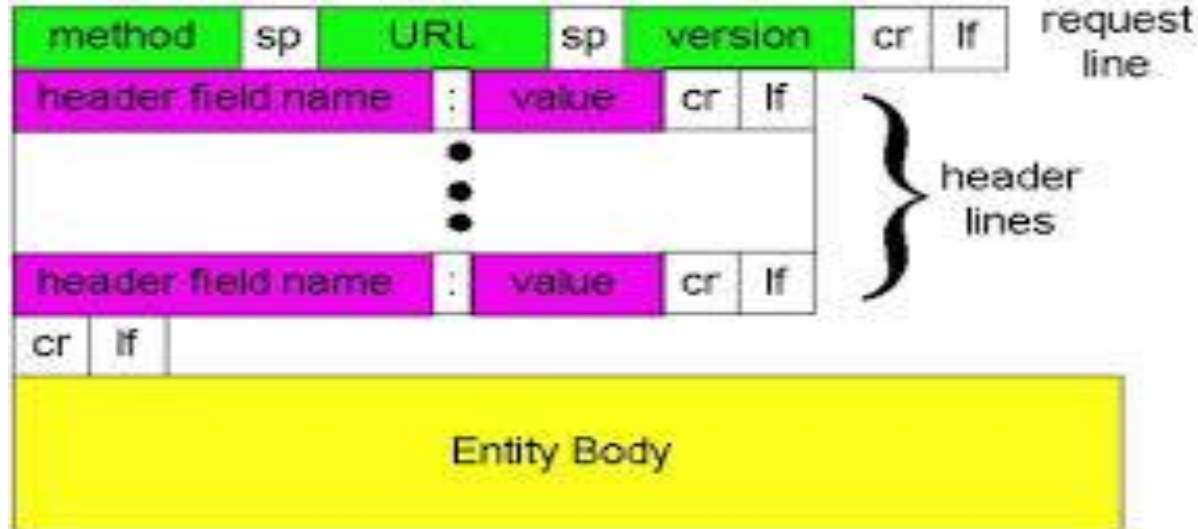 method sp URL sp version cr lf request line
header field name : value cr lf
header lines
header field name : value cr lf
cr lf
Entity Body